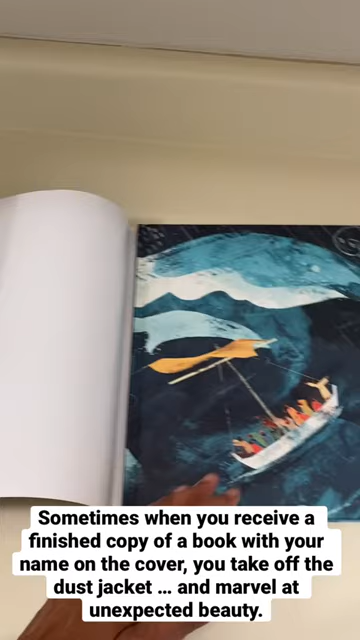 Sometimes when you receive a
finished copy of a book with your
name on the cover, you take off the
dust jacket ... and marvel at
unexpected beauty.